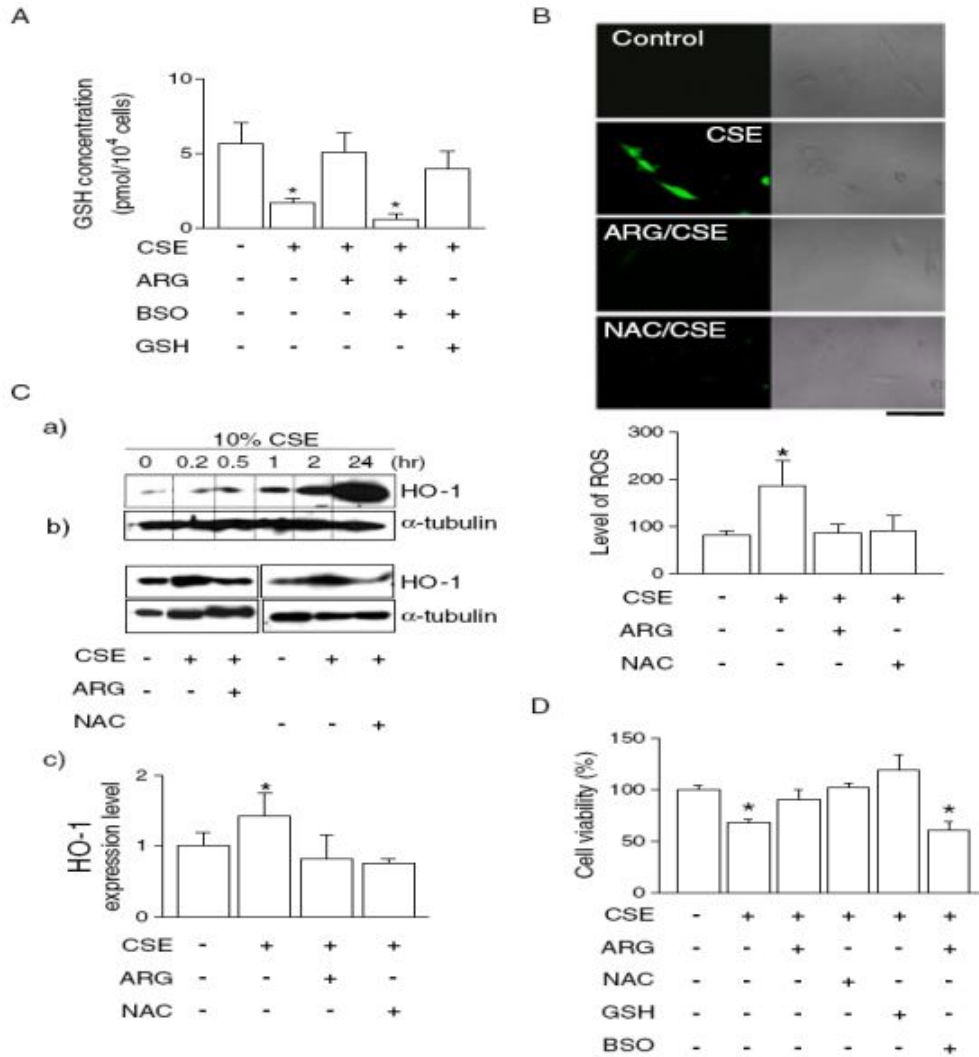 A
GSH concentration
(pmol/10⁴ cells)
10
5
0
*
*
CSE - + + + +
ARG - - + + -
BSO - - - + +
GSH - - - - +
B
Control
CSE
ARG/CSE
NAC/CSE
Level of ROS
300
200
100
0
*
CSE - + + +
ARG - - + -
NAC - - - +
C
a)
10% CSE
0 0.2 0.5 1 2 24 (hr)
HO-1
α-tubulin
b)
HO-1
α-tubulin
CSE - + + - + +
ARG - - +
NAC - - +
c)
HO-1
expression level
2
1
0
*
CSE - + + +
ARG - - + -
NAC - - - +
D
Cell viability (%)
150
100
50
0
*
*
CSE - + + + + +
ARG - - + - - +
NAC - - - + - -
GSH - - - - + -
BSO - - - - - +